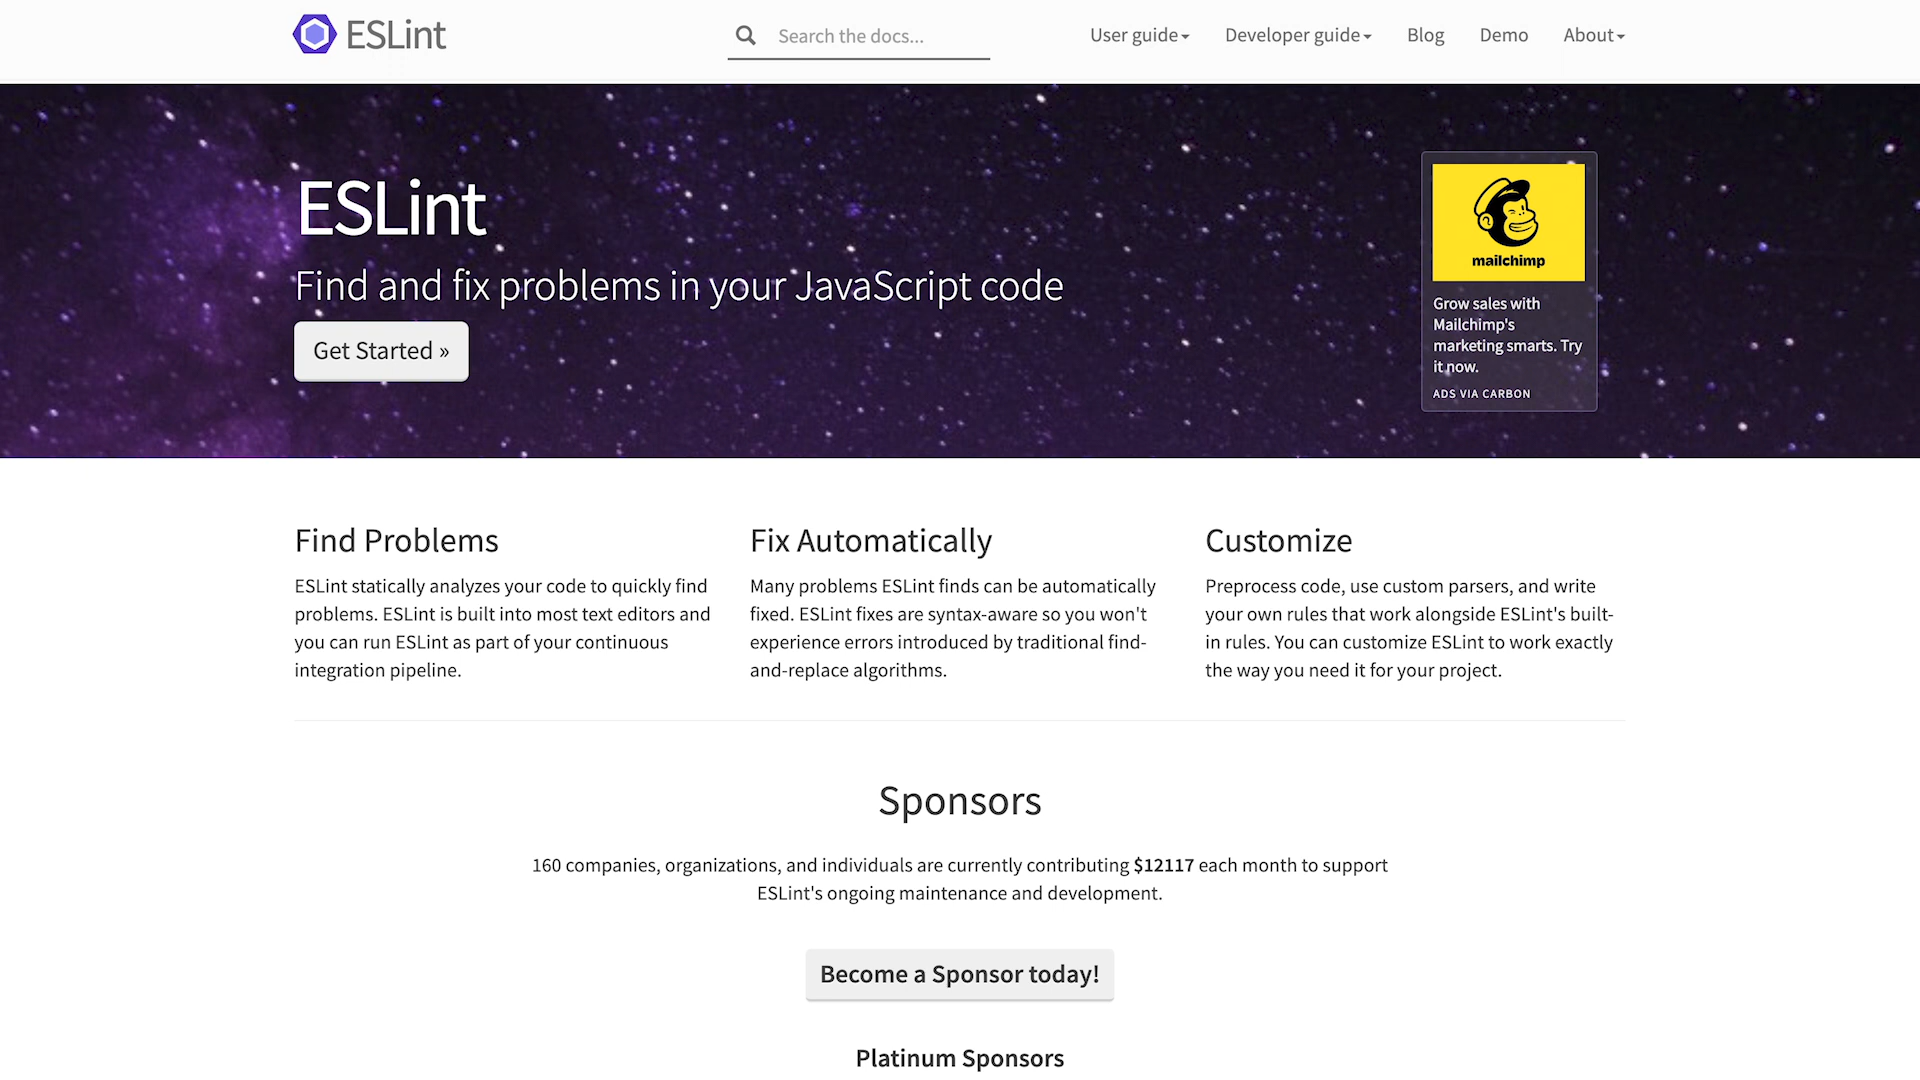 ESLint
Search the docs...
User guide
Developer guide
Blog
Demo
About
ESLint
Find and fix problems in your JavaScript code
Get Started »
mailchimp
Grow sales with
Mailchimp's
marketing smarts. Try
it now.
ADS VIA CARBON
Find Problems
ESLint statically analyzes your code to quickly find
problems. ESLint is built into most text editors and
you can run ESLint as part of your continuous
integration pipeline.
Fix Automatically
Many problems ESLint finds can be automatically
fixed. ESLint fixes are syntax-aware so you won't
experience errors introduced by traditional find-
and-replace algorithms.
Customize
Preprocess code, use custom parsers, and write
your own rules that work alongside ESLint's built-
in rules. You can customize ESLint to work exactly
the way you need it for your project.
Sponsors
160 companies, organizations, and individuals are currently contributing $12117 each month to support
ESLint's ongoing maintenance and development.
Become a Sponsor today!
Platinum Sponsors